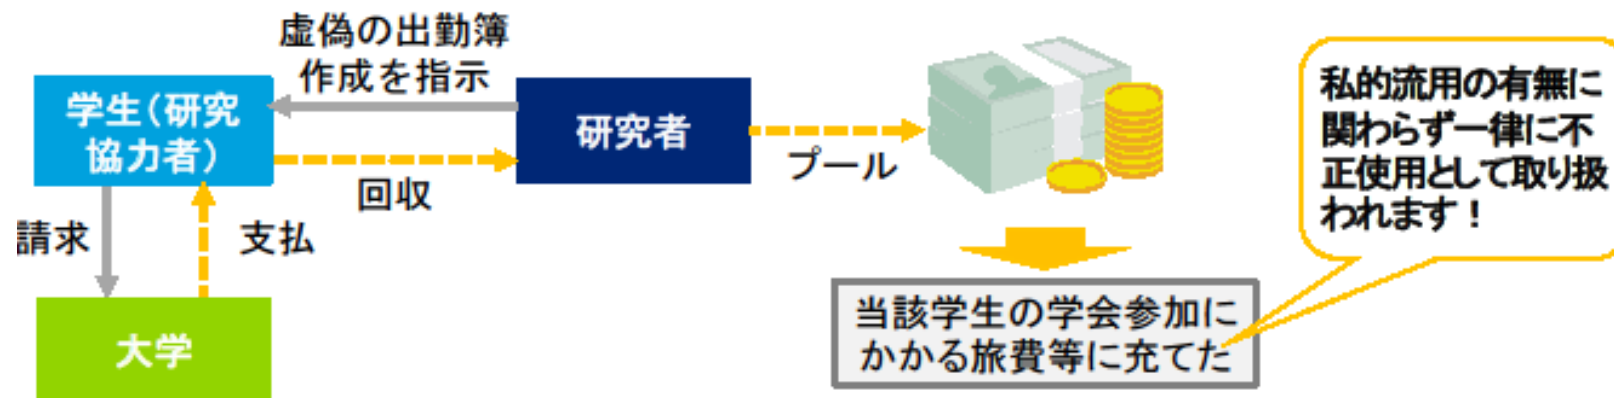 虚偽の出勤簿
作成を指示
学生（研究
協力者）
研究者
プール
回収
請求
支払
大学
当該学生の学会参加に
かかる旅費等に充てた
私的流用の有無に
関わらず一律に不
正使用として取り扱
われます！